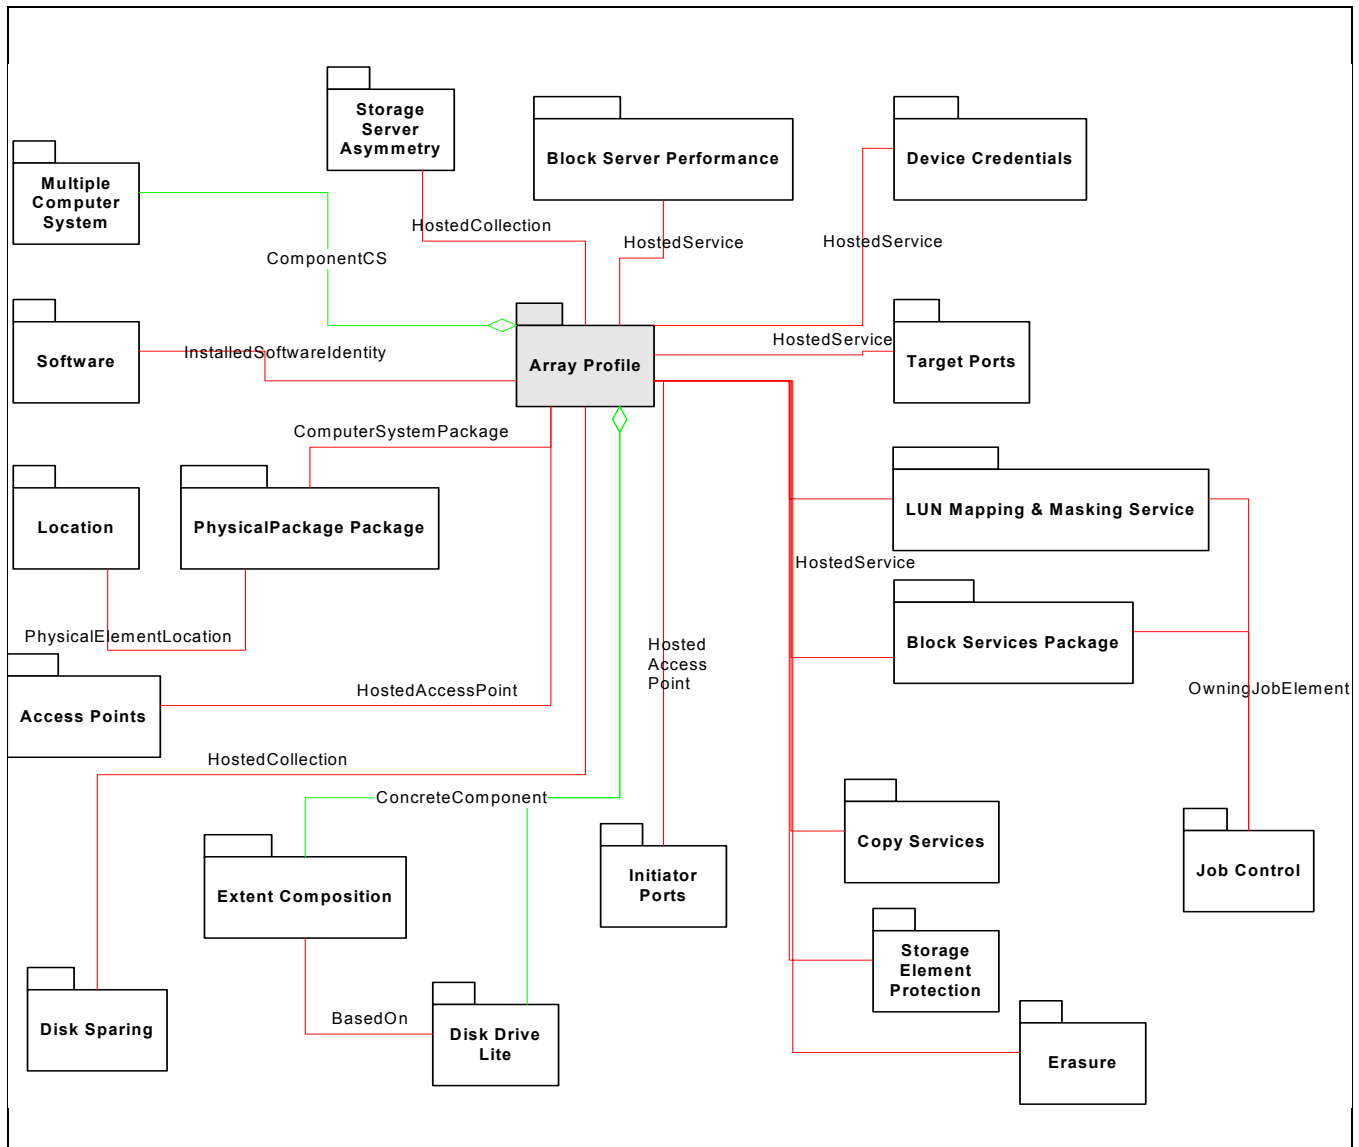 Storage
Server
Asymmetry
Block Server Performance
Device Credentials
Multiple
Computer
System
HostedCollection
HostedService
HostedService
ComponentCS
HostedService
InstalledSoftwareIdentity
Software
Array Profile
Target Ports
ComputerSystemPackage
LUN Mapping & Masking Service
Location
PhysicalPackage Package
HostedService
PhysicalElementLocation
Hosted
Access
Point
Block Services Package
OwningJobElement
HostedAccessPoint
Access Points
HostedCollection
ConcreteComponent
Copy Services
Initiator
Ports
Job Control
Extent Composition
Storage
Element
Protection
BasedOn
Disk Sparing
Disk Drive
Lite
Erasure